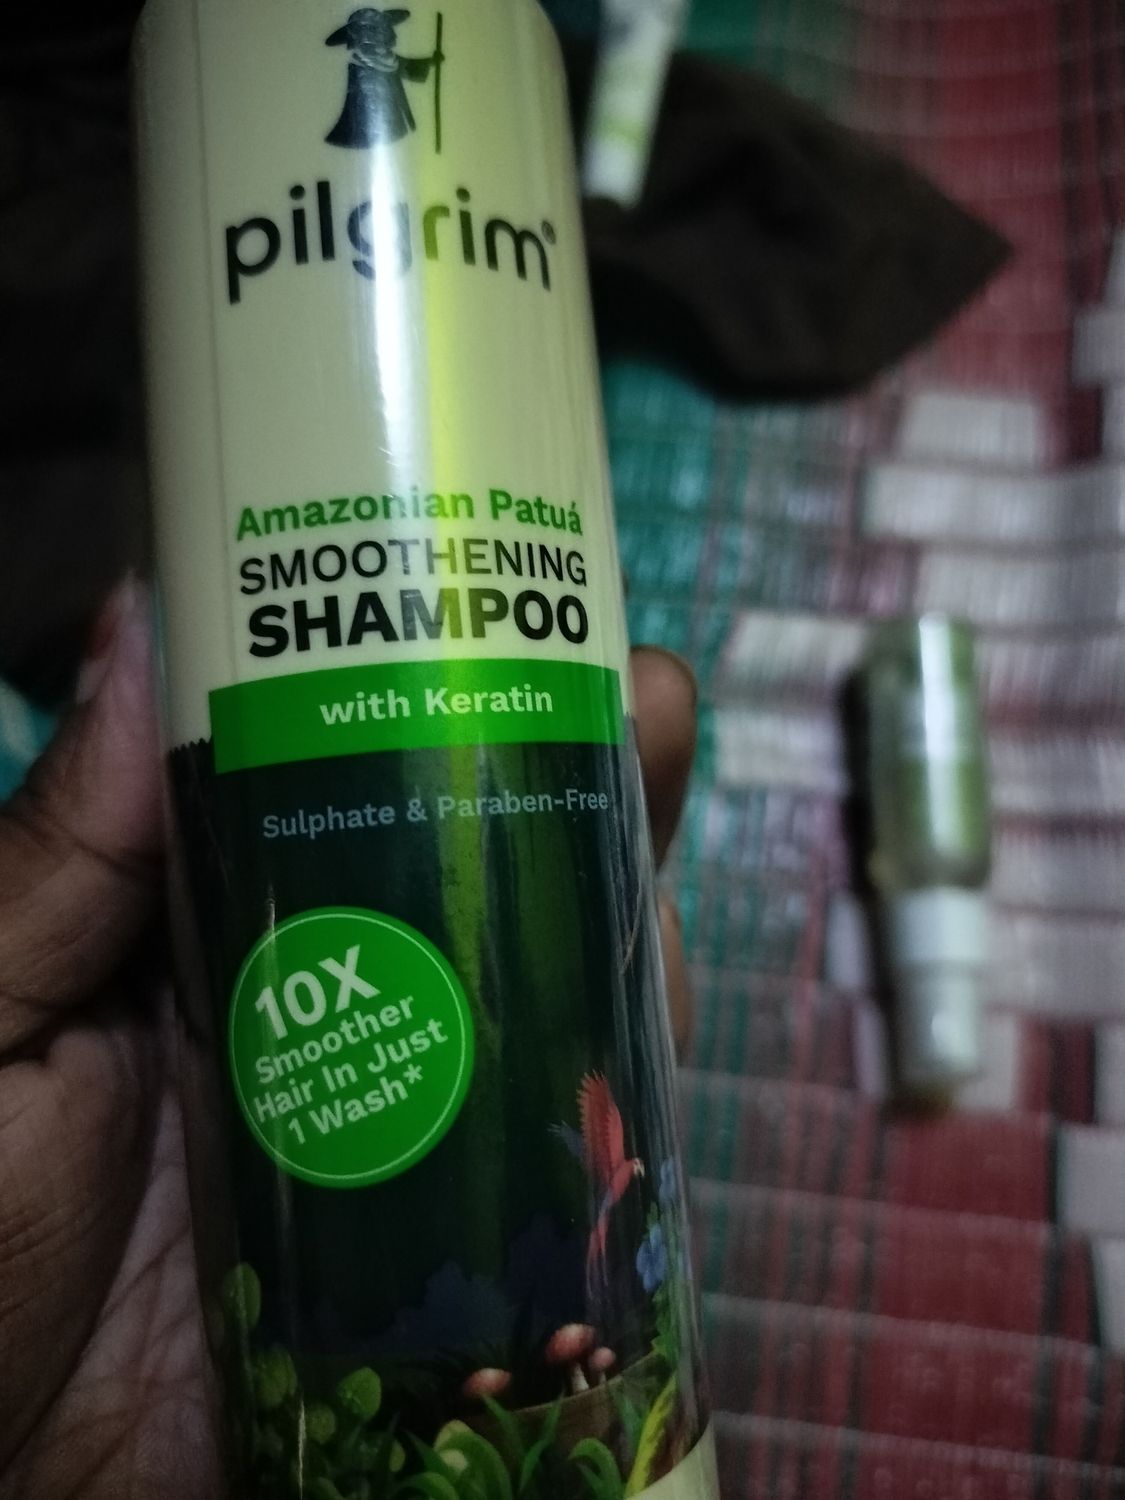 pilgrim®
Amazonian Patuá
SMOOTHENING
SHAMPOO
with Keratin
Sulphate & Paraben-Free
10X
Smoother
Hair In Just
1 Wash*